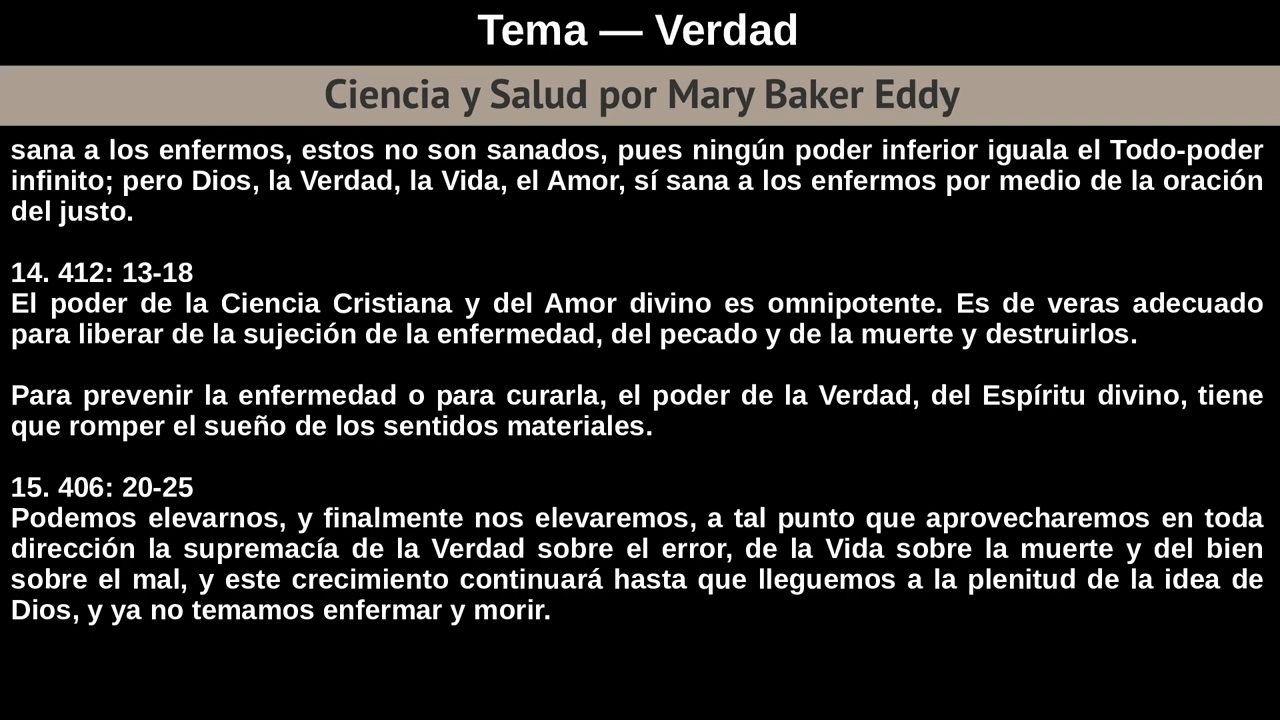 Tema — Verdad
Ciencia y Salud por Mary Baker Eddy
sana a los enfermos, estos no son sanados, pues ningún poder inferior iguala el Todo-poder
infinito; pero Dios, la Verdad, la Vida, el Amor, sí sana a los enfermos por medio de la oración
del justo.
14. 412: 13-18
El poder de la Ciencia Cristiana y del Amor divino es omnipotente. Es de veras adecuado
para liberar de la sujeción de la enfermedad, del pecado y de la muerte y destruirlos.
Para prevenir la enfermedad o para curarla, el poder de la Verdad, del Espíritu divino, tiene
que romper el sueño de los sentidos materiales.
15. 406: 20-25
Podemos elevarnos, y finalmente nos elevaremos, a tal punto que aprovecharemos en toda
dirección la supremacía de la Verdad sobre el error, de la Vida sobre la muerte y del bien
sobre el mal, y este crecimiento continuará hasta que lleguemos a la plenitud de la idea de
Dios, y ya no temamos enfermar y morir.